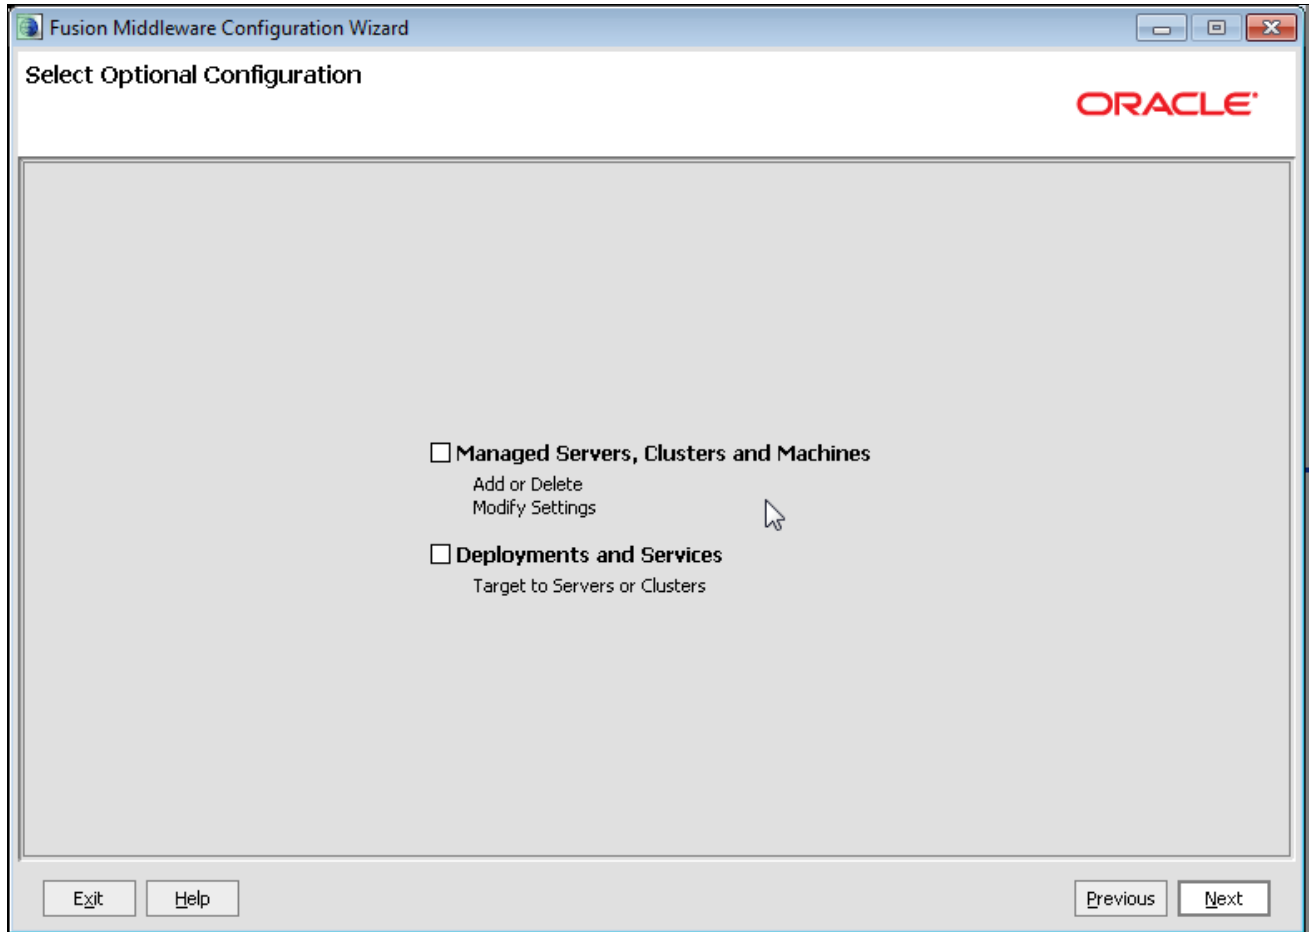 Fusion Middleware Configuration Wizard
Select Optional Configuration
ORACLE
Managed Servers, Clusters and Machines
Add or Delete
Modify Settings
Deployments and Services
Target to Servers or Clusters
Exit
Help
Previous
Next